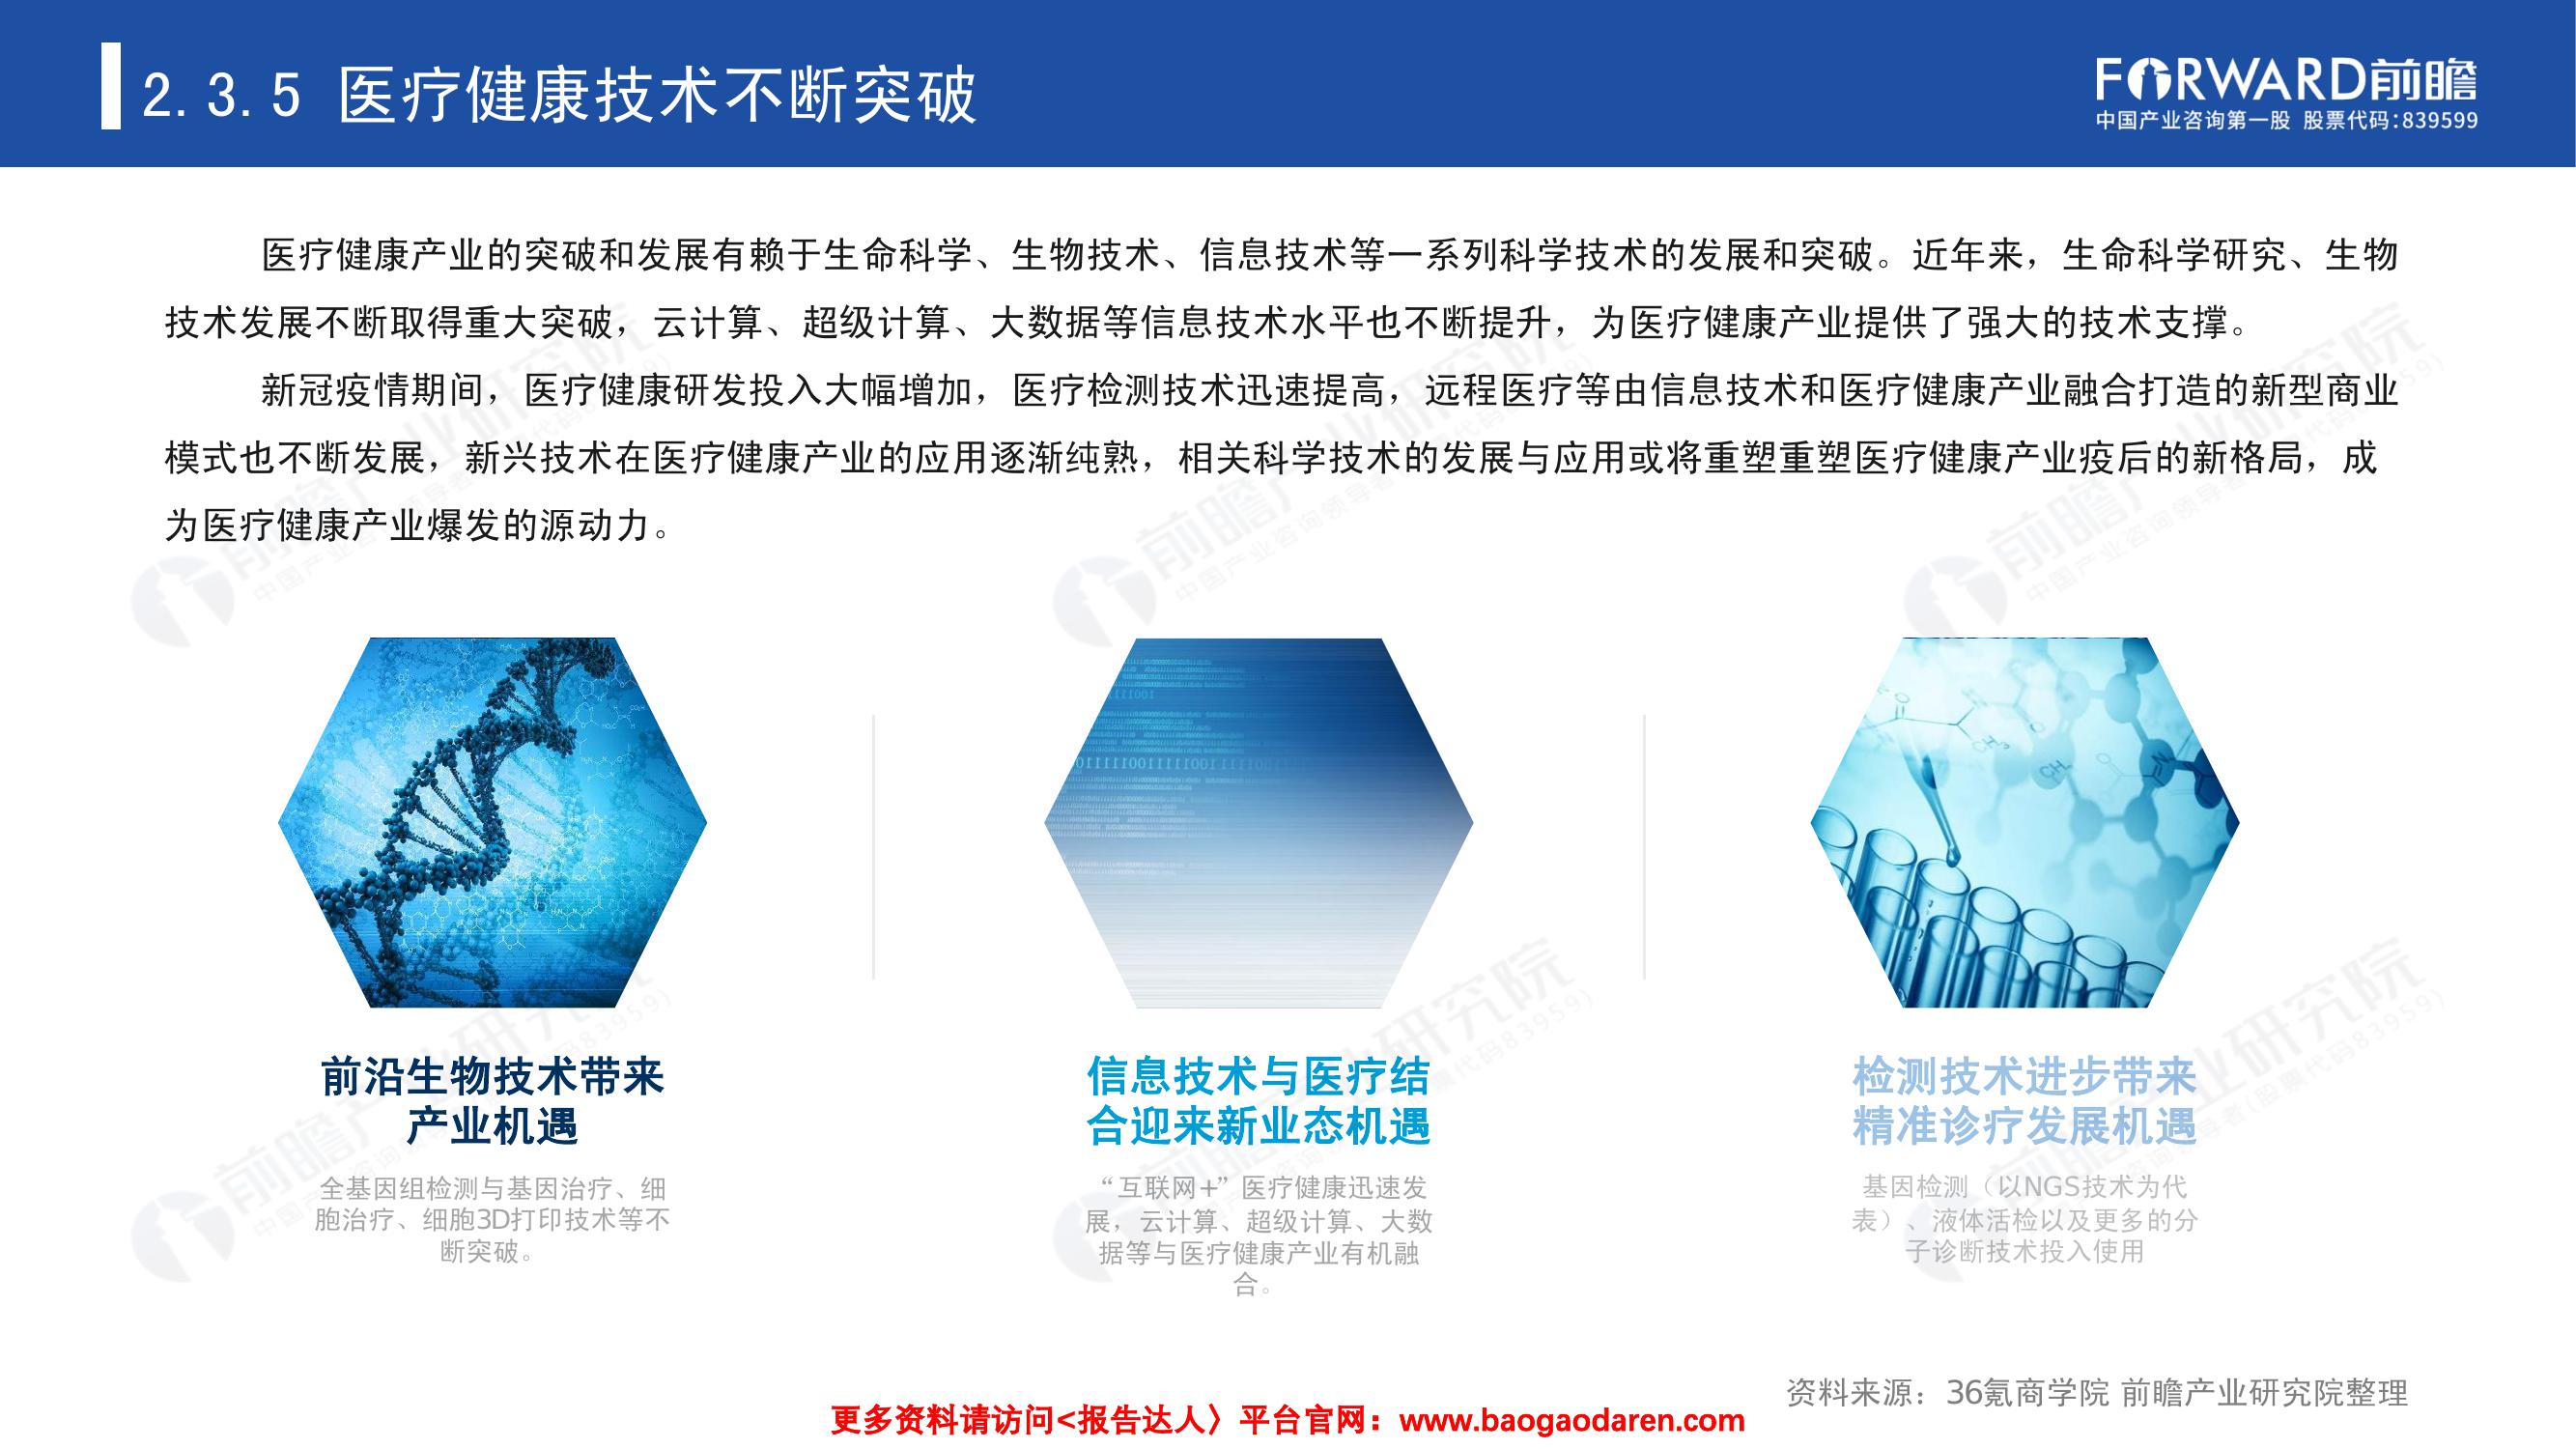 2.3.5 医疗健康技术不断突破
FORWARD前瞻
中国产业咨询第一股 股票代码:839599
医疗健康产业的突破和发展有赖于生命科学、生物技术、信息技术等一系列科学技术的发展和突破。近年来，生命科学研究、生物
技术发展不断取得重大突破，云计算、超级计算、大数据等信息技术水平也不断提升，为医疗健康产业提供了强大的技术支撑。
新冠疫情期间，医疗健康研发投入大幅增加，医疗检测技术迅速提高，远程医疗等由信息技术和医疗健康产业融合打造的新型商业
模式也不断发展，新兴技术在医疗健康产业的应用逐渐纯熟，相关科学技术的发展与应用或将重塑重塑医疗健康产业疫后的新格局，成
为医疗健康产业爆发的源动力。
前沿生物技术带来
产业机遇
全基因组检测与基因治疗、细
胞治疗、细胞3D打印技术等不
断突破。
信息技术与医疗结
合迎来新业态机遇
“互联网+”医疗健康迅速发
展，云计算、超级计算、大数
据等与医疗健康产业有机融
合。
检测技术进步带来
精准诊疗发展机遇
基因检测（以NGS技术为代
表）、液体活检以及更多的分
子诊断技术投入使用
资料来源：36氪商学院 前瞻产业研究院整理
更多资料请访问<报告达人〉平台官网：www.baogaodaren.com